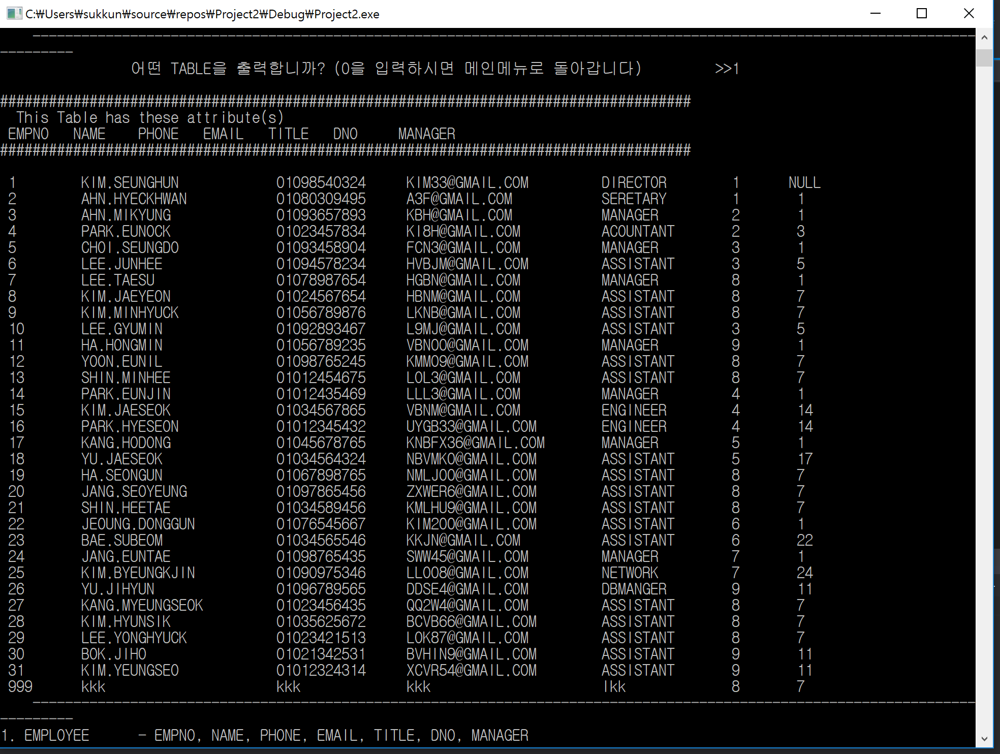 C:₩Users₩sukkun₩source₩repos₩Project2₩Debug₩Project2.exe
어떤 TABLE을 출력합니까? (0을 입력하시면 메인메뉴로 돌아갑니다) >>1
#####################################################################################
This Table has these attribute(s)
EMPNO NAME PHONE EMAIL TITLE DNO MANAGER
#####################################################################################
1 KIM.SEUNGHUN 01098540324 KIM33@GMAIL.COM DIRECTOR 1 NULL
2 AHN.HYECKHWAN 01080309495 A3F@GMAIL.COM SERETARY 1 1
3 AHN.MIKYUNG 01093657893 KBH@GMAIL.COM MANAGER 2 1
4 PARK.EUNOCK 01023457834 KI8H@GMAIL.COM ACOUNTANT 2 3
5 CHOI.SEUNGDO 01093458904 FCN3@GMAIL.COM MANAGER 3 1
6 LEE.JUNHEE 01094578234 HVBJM@GMAIL.COM ASSISTANT 3 5
7 LEE.TAESU 01078987654 HGBN@GMAIL.COM MANAGER 8 1
8 KIM.JAEYEON 01024567654 HBNM@GMAIL.COM ASSISTANT 8 7
9 KIM.MINHYUCK 01056789876 LKNB@GMAIL.COM ASSISTANT 8 7
10 LEE.GYUMIN 01092893467 L9MJ@GMAIL.COM ASSISTANT 3 5
11 HA.HONGMIN 01056789235 VBN00@GMAIL.COM MANAGER 9 1
12 YOON.EUNIL 01098765245 KMM09@GMAIL.COM ASSISTANT 8 7
13 SHIN.MINHEE 01012454675 LOL3@GMAIL.COM ASSISTANT 8 7
14 PARK.EUNJIN 01012435469 LLL3@GMAIL.COM MANAGER 4 1
15 KIM.JAESEOK 01034567865 VBNM@GMAIL.COM ENGINEER 4 14
16 PARK.HYESEON 01012345432 UYGB33@GMAIL.COM ENGINEER 4 14
17 KANG.HODONG 01045678765 KNBFX36@GMAIL.COM MANAGER 5 1
18 YU.JAESEOK 01034564324 NBVMK0@GMAIL.COM ASSISTANT 5 17
19 HA.SEONGUN 01067898765 NMLJ00@GMAIL.COM ASSISTANT 8 7
20 JANG.SEOYEUNG 01097865456 ZXWER6@GMAIL.COM ASSISTANT 8 7
21 SHIN.HEETAE 01034589456 KMLHU9@GMAIL.COM ASSISTANT 8 7
22 JEOUNG.DONGGUN 01076545667 KIM200@GMAIL.COM ASSISTANT 6 1
23 BAE.SUBEOM 01034565546 KKJN@GMAIL.COM ASSISTANT 6 22
24 JANG.EUNTAE 01098765435 SWW45@GMAIL.COM MANAGER 7 1
25 KIM.BYEUNGKJIN 01090975346 LL008@GMAIL.COM NETWORK 7 24
26 YU.JIHYUN 01096789565 DDSE4@GMAIL.COM DBMANGER 9 11
27 KANG.MYEUNGSEOK 01023456435 QQ2W4@GMAIL.COM ASSISTANT 8 7
28 KIM.HYUNSIK 01035625672 BCVB66@GMAIL.COM ASSISTANT 8 7
29 LEE.YONGHYUCK 01023421513 LOK87@GMAIL.COM ASSISTANT 8 7
30 BOK.JIHO 01021342531 BVHIN9@GMAIL.COM ASSISTANT 9 11
31 KIM.YEUNGSEO 01012324314 XCVR54@GMAIL.COM ASSISTANT 9 11
999 kkk kkk kkk lkk 8 7
1. EMPLOYEE - EMPNO, NAME, PHONE, EMAIL, TITLE, DNO, MANAGER